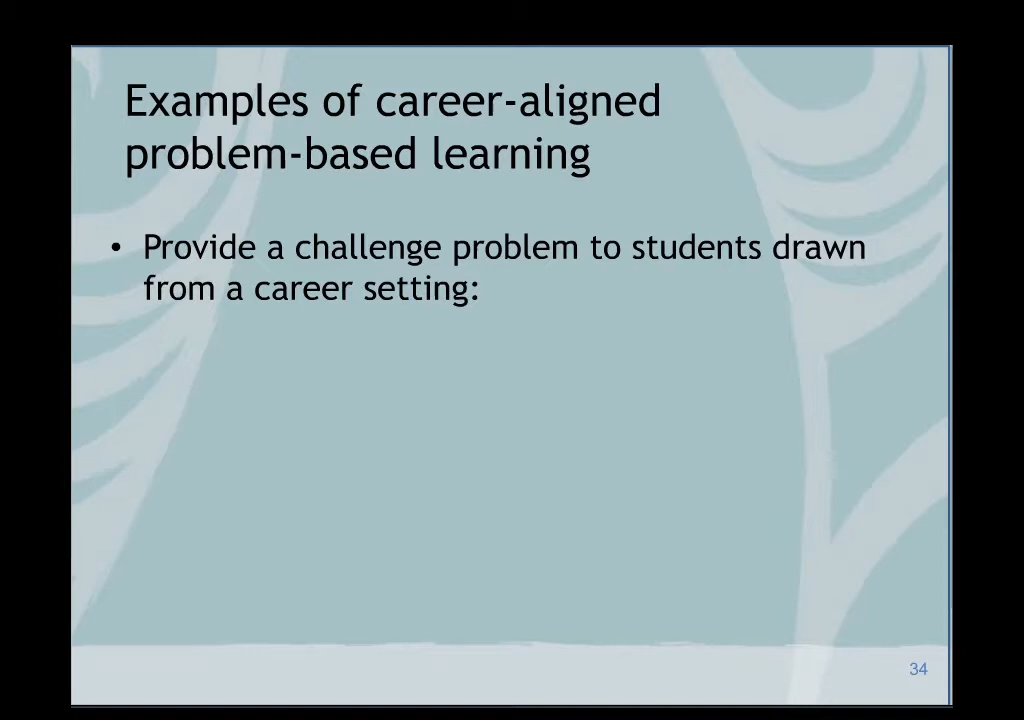 Examples of career-aligned
problem-based learning
• Provide a challenge problem to students drawn
from a career setting:
34